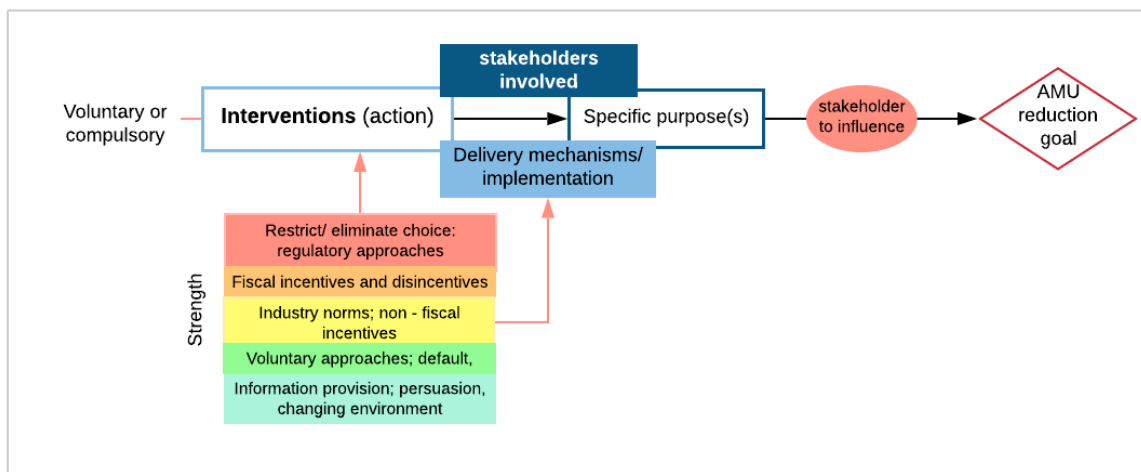 stakeholders
involved
Voluntary or
compulsory
Interventions (action)
Specific purpose(s)
stakeholder
to influence
AMU
reduction
goal
Delivery mechanisms/
implementation
Strength
Restrict/ eliminate choice:
regulatory approaches
Fiscal incentives and disincentives
Industry norms; non - fiscal
incentives
Voluntary approaches; default,
Information provision; persuasion,
changing environment